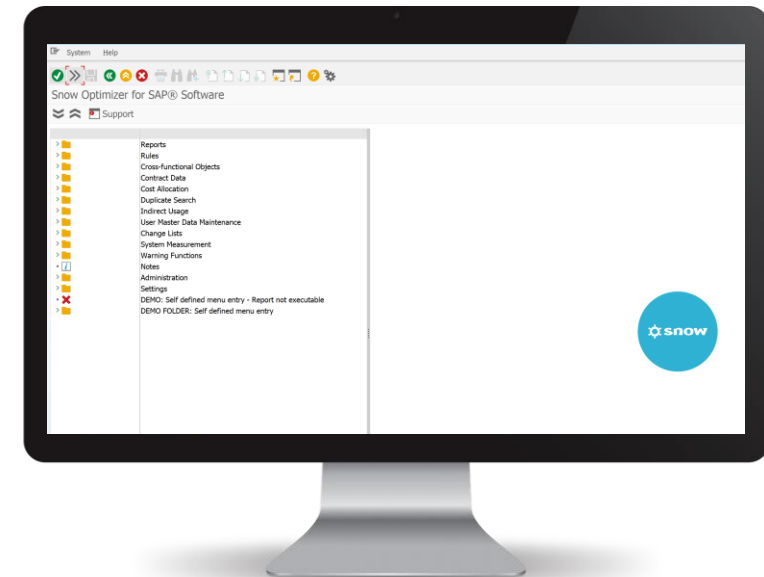 System Help
Snow Optimizer for SAP® Software
Support
Reports
Rules
Cross-functional Objects
Contract Data
Cost Allocation
Duplicate Search
Indirect Usage
User Master Data Maintenance
Change Lists
System Measurement
Warning Functions
Notes
Administration
Settings
DEMO: Self defined menu entry - Report not executable
DEMO FOLDER: Self defined menu entry
snow